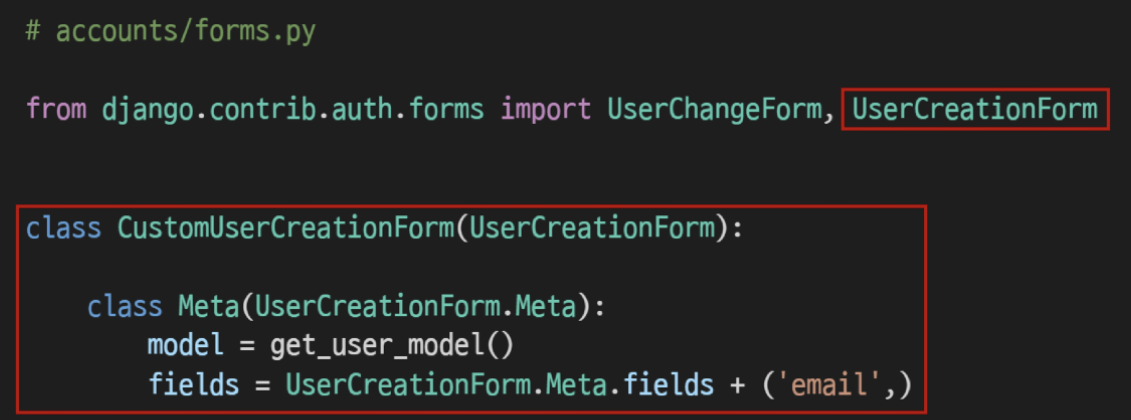 # accounts/forms.py
from django.contrib.auth.forms import UserChangeForm, UserCreationForm
class CustomUserCreationForm(UserCreationForm):
class Meta(UserCreationForm.Meta):
model = get_user_model()
fields = UserCreationForm.Meta.fields + ('email',)